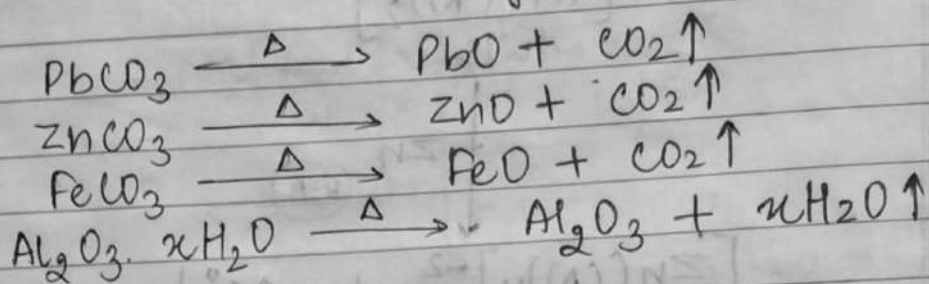 PbCO₃ —Δ→ PbO + CO₂↑
ZnCO₃ —Δ→ ZnO + CO₂↑
FeCO₃ —Δ→ FeO + CO₂↑
Al₂O₃. xH₂O —Δ→ Al₂O₃ + xH₂O↑